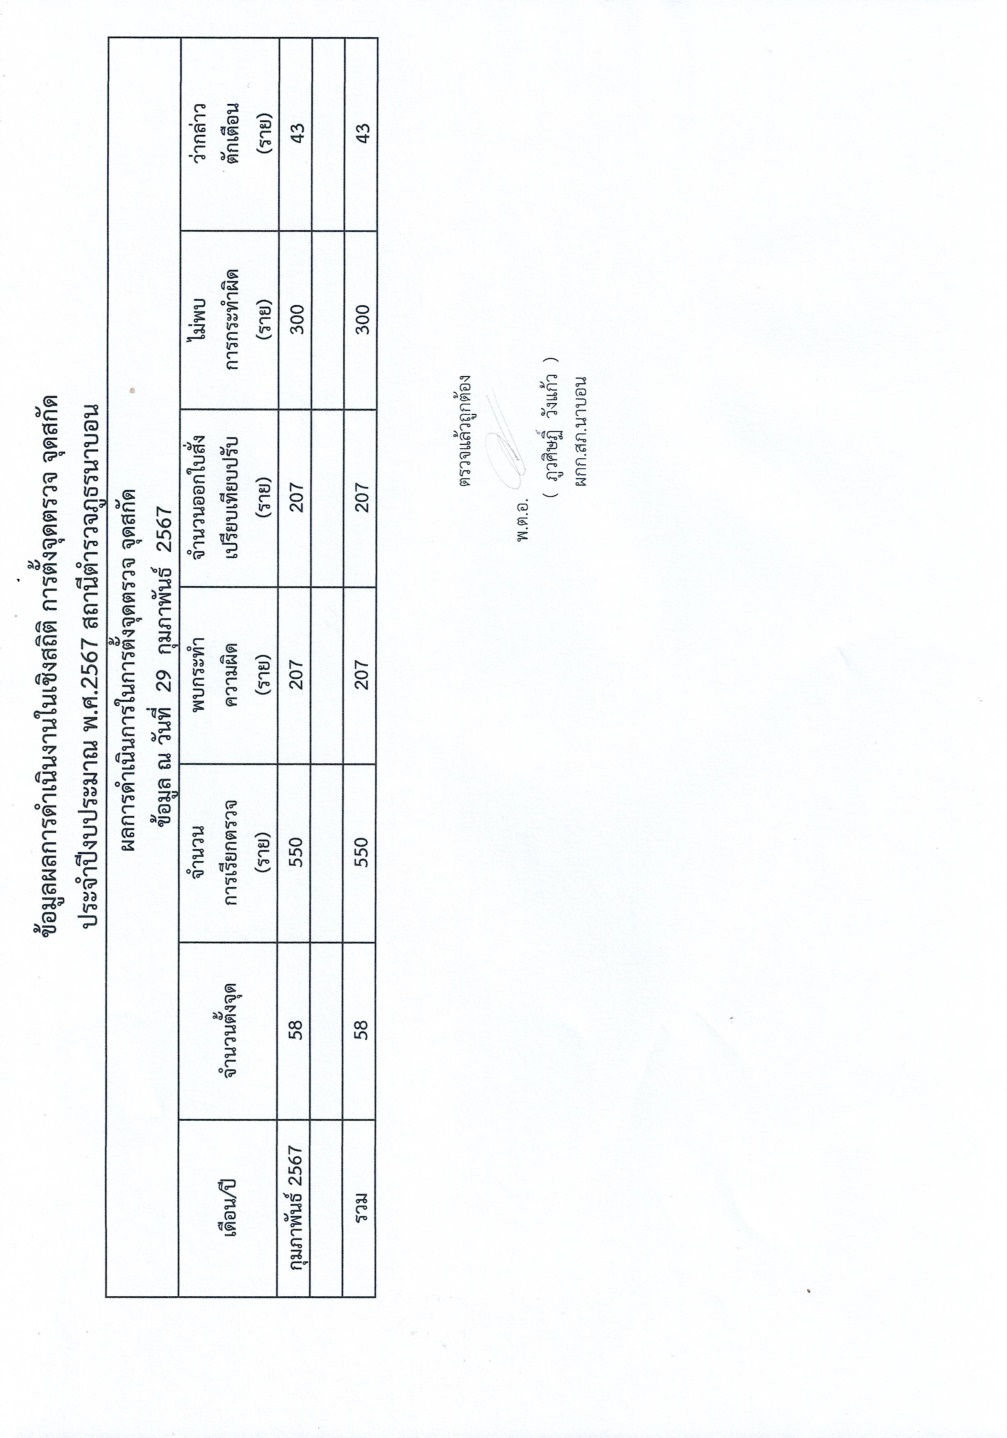 ข้อมูลผลการดำเนินงานในเชิงสถิติ การตั้งจุดตรวจ จุดสกัด
ประจำปีงบประมาณ พ.ศ.2567 สถานีตำรวจภูธรนาบอน
ผลการดำเนินการในการตั้งจุดตรวจ จุดสกัด
ข้อมูล ณ วันที่ 29 กุมภาพันธ์ 2567
เดือน/ปี จำนวนตั้งจุด จำนวน พบกระทำ จำนวนออกใบสั่ง ไม่พบ ว่ากล่าว
การเรียกตรวจ ความผิด เปรียบเทียบปรับ การกระทำผิด ตักเตือน
(ราย) (ราย) (ราย) (ราย) (ราย)
กุมภาพันธ์ 2567 58 550 207 207 300 43
รวม 58 550 207 207 300 43
ตรวจแล้วถูกต้อง
พ.ต.อ.
( ภูวศิษฏิ์ วังแก้ว )
ผกก.สภ.นาบอน